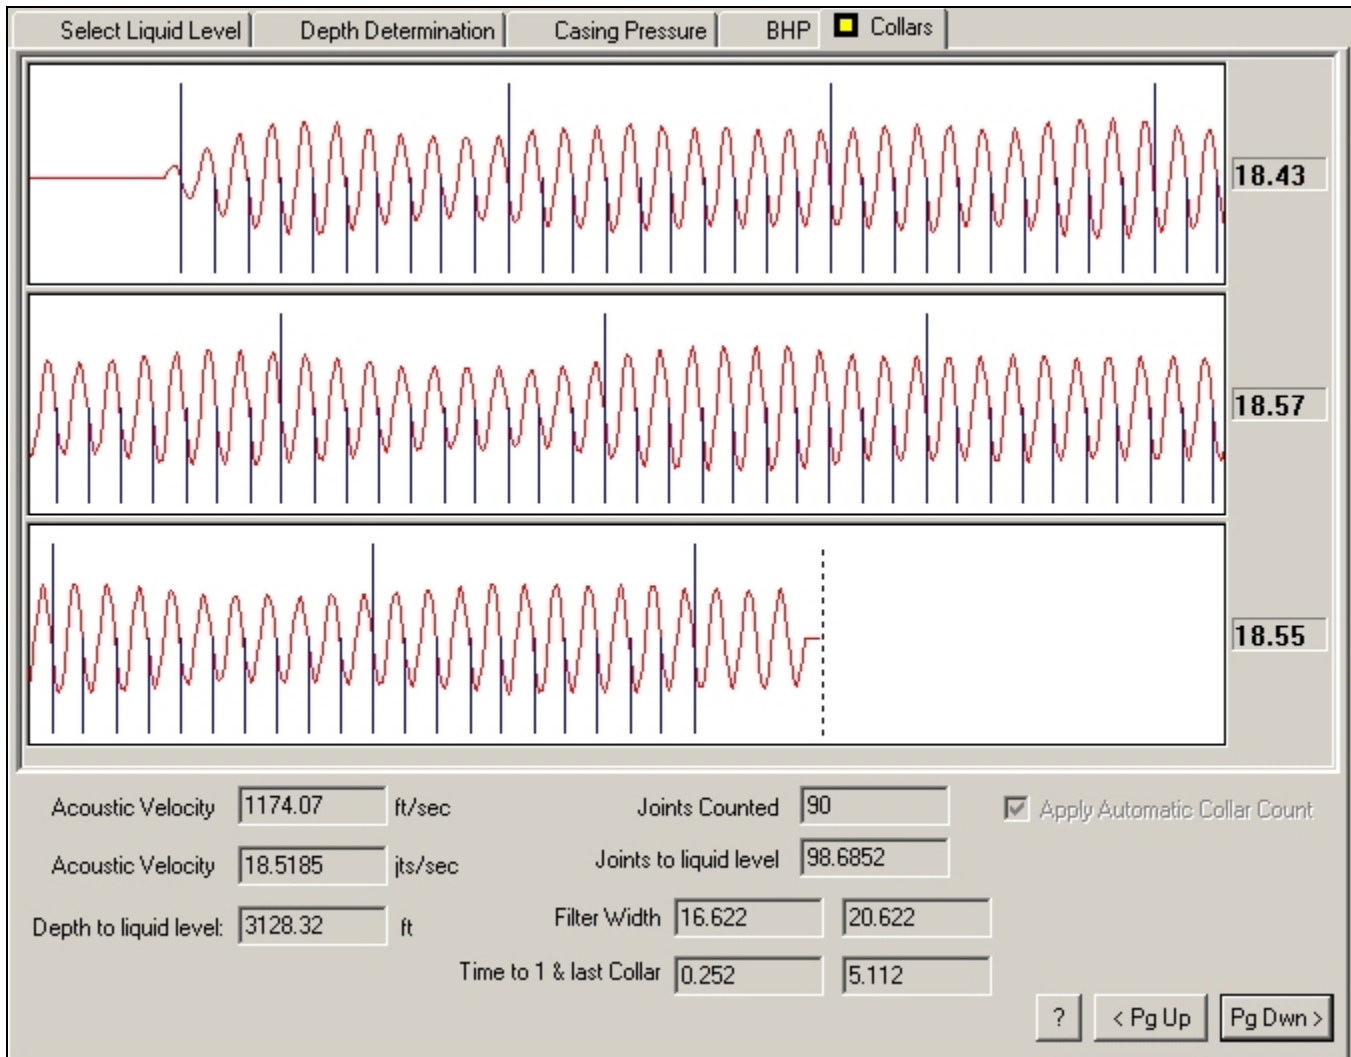 Select Liquid Level Depth Determination Casing Pressure BHP Collars
18.43
18.57
18.55
Acoustic Velocity 1174.07 ft/sec Joints Counted 90 Apply Automatic Collar Count
Acoustic Velocity 18.5185 jts/sec Joints to liquid level 98.6852
Depth to liquid level: 3128.32 ft Filter Width 16.622 20.622
Time to 1 & last Collar 0.252 5.112
? < Pg Up Pg Dwn >